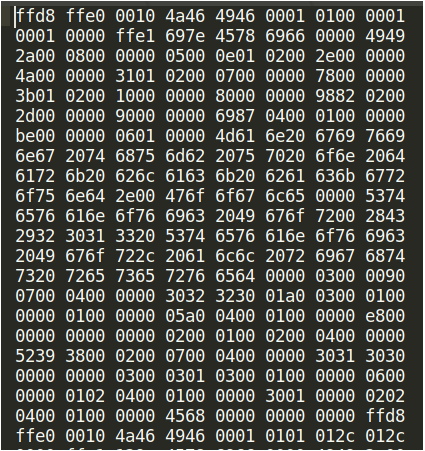 ffd8 ffe0 0010 4a46 4946 0001 0100 0001
0001 0000 ffe1 697e 4578 6966 0000 4949
2a00 0800 0000 0500 0e01 0200 2e00 0000
4a00 0000 3101 0200 0700 0000 7800 0000
3b01 0200 1000 0000 8000 0000 9882 0200
2d00 0000 9000 0000 6987 0400 0100 0000
be00 0000 0601 0000 4d61 6e20 6769 7669
6e67 2074 6875 6d62 2075 7020 6f6e 2064
6172 6b20 626c 6163 6b20 6261 636b 6772
6f75 6e64 2e00 476f 6f67 6c65 0000 5374
6576 616e 6f76 6963 2049 676f 7200 2843
2932 3031 3320 5374 6576 616e 6f76 6963
2049 676f 722c 2061 6c6c 2072 6967 6874
7320 7265 7365 7276 6564 0000 0300 0090
0700 0400 0000 3032 3230 01a0 0300 0100
0000 0100 0000 05a0 0400 0100 0000 e800
0000 0000 0000 0200 0100 0200 0400 0000
5239 3800 0200 0700 0400 0000 3031 3030
0000 0000 0300 0301 0300 0100 0000 0600
0000 0102 0400 0100 0000 3001 0000 0202
0400 0100 0000 4568 0000 0000 0000 ffd8
ffe0 0010 4a46 4946 0001 0101 012c 012c